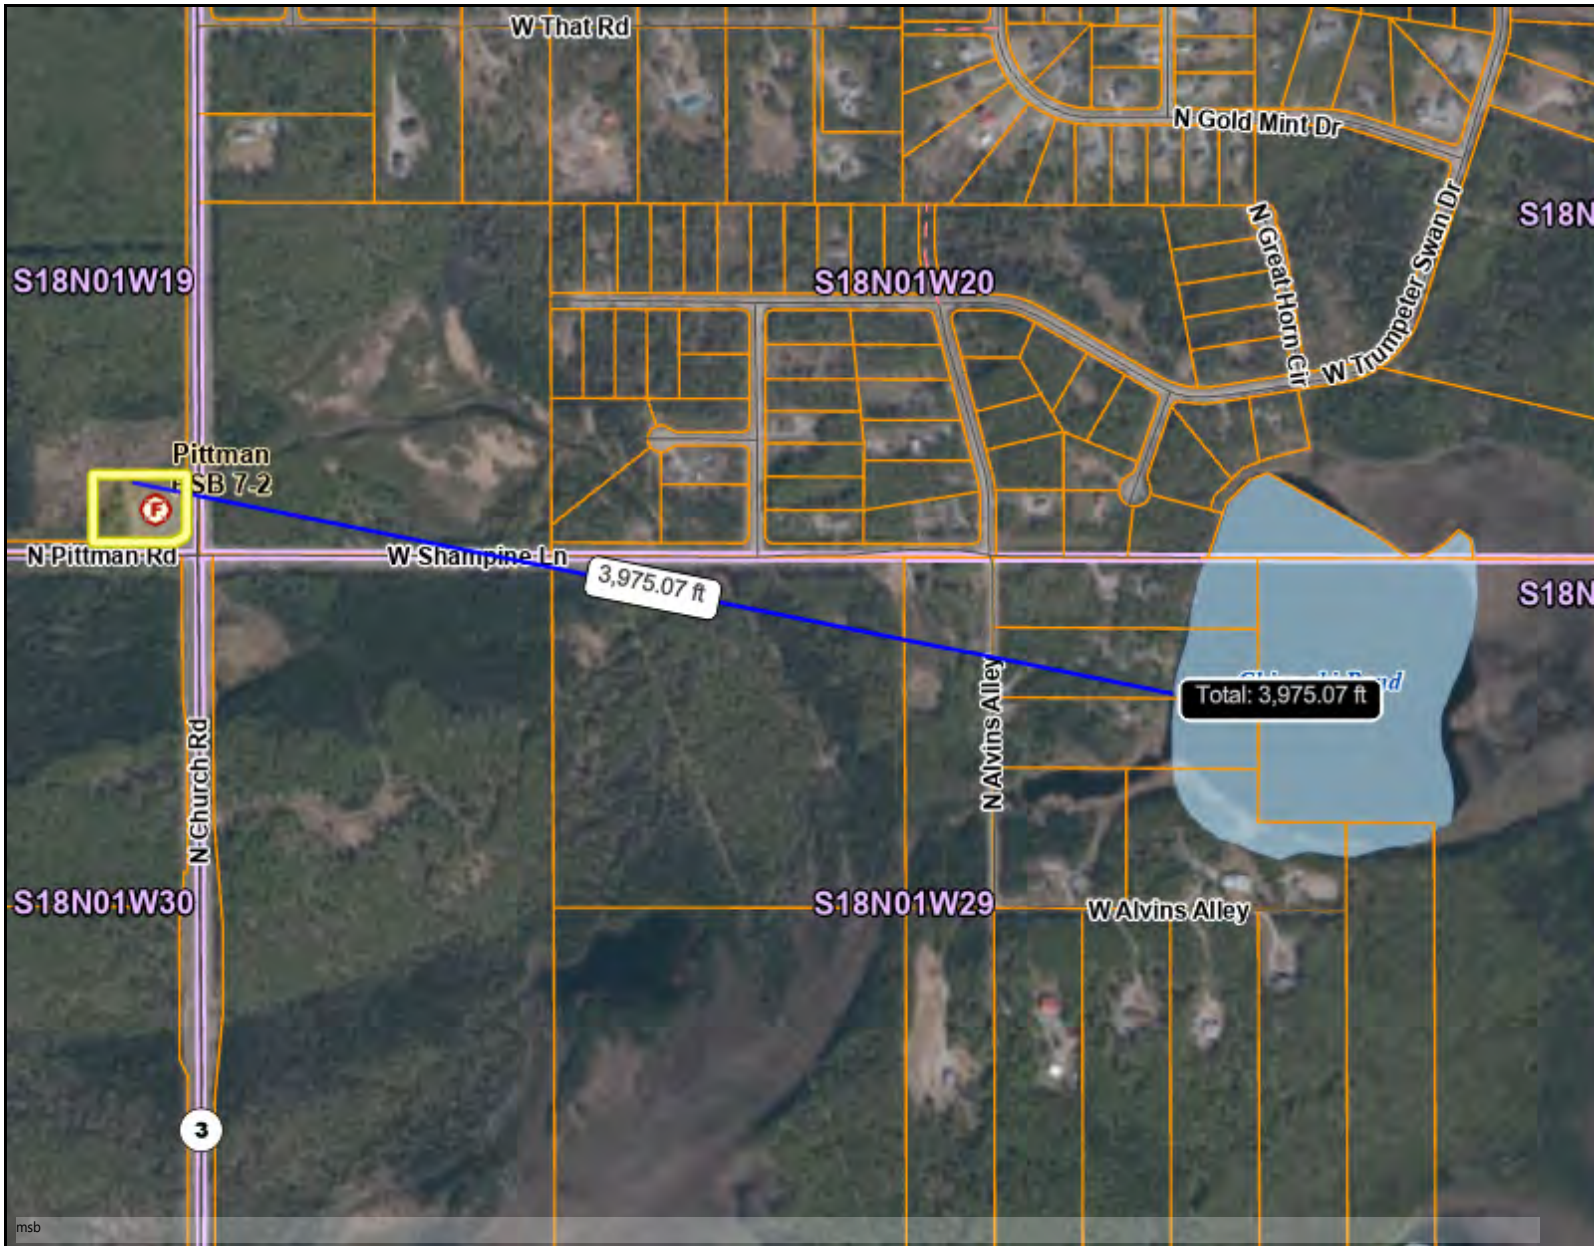 W That Rd
N Gold Mint Dr
S18N
N Great Horn Cir
W Trumpeter Swan Dr
S18N01W19
S18N01W20
Pittman
SB 7-2
F
N Pittman Rd
W Shampine Ln
3,975.07 ft
S18N
Total: 3,975.07 ft
N Alvins Alley
N Church Rd
S18N01W30
S18N01W29
W Alvins Alley
3
msb